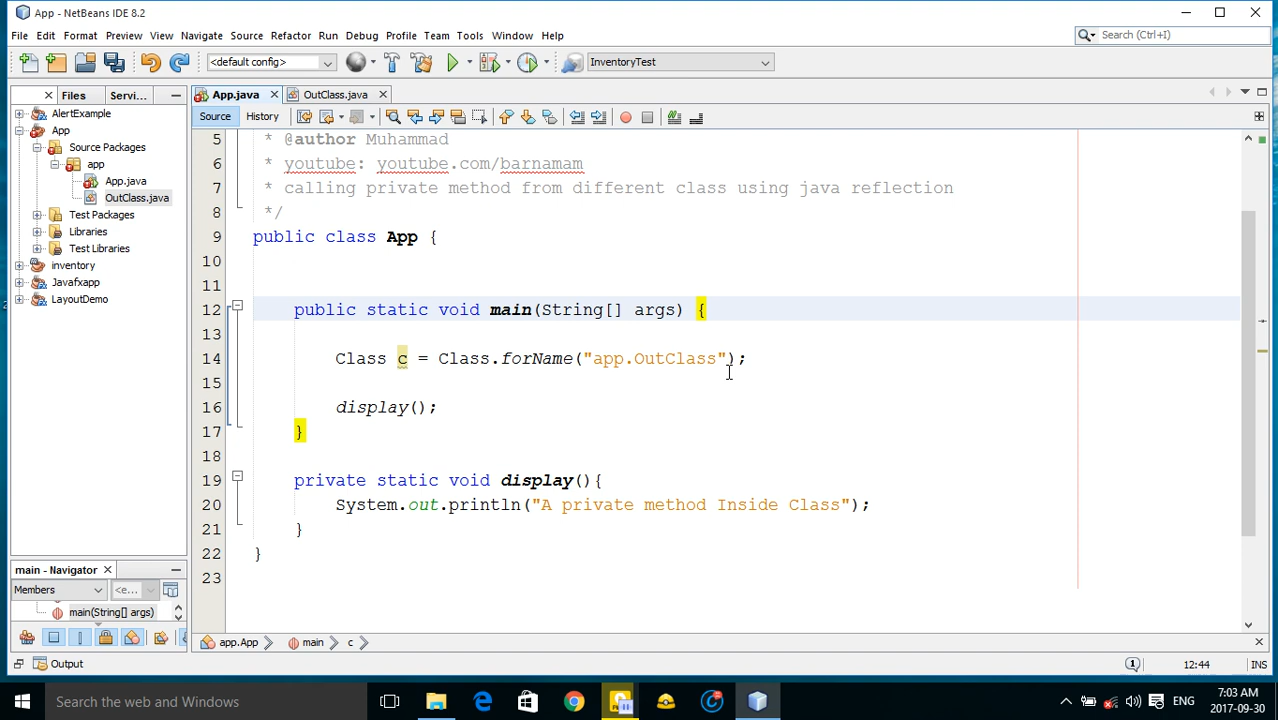 App - NetBeans IDE 8.2
File Edit Format Preview View Navigate Source Refactor Run Debug Profile Team Tools Window Help
Search (Ctrl+I)
<default config>
InventoryTest
Files
Servi...
App.java
OutClass.java
Source
History
AlertExample
App
Source Packages
app
App.java
OutClass.java
Test Packages
Libraries
Test Libraries
inventory
Javafxapp
LayoutDemo
5 * @author Muhammad
6 * youtube: youtube.com/barnamam
7 * calling private method from different class using java reflection
8 */
9 public class App {
10
11
12 public static void main(String[] args) {
13
14 Class c = Class.forName("app.OutClass");
15
16 display();
17 }
18
19 private static void display(){
20 System.out.println("A private method Inside Class");
21 }
22 }
23
main - Navigator
Members
<e...
main(String[] args)
app.App
main
c
Output
1
12:44
INS
Search the web and Windows
ENG
7:03 AM
2017-09-30